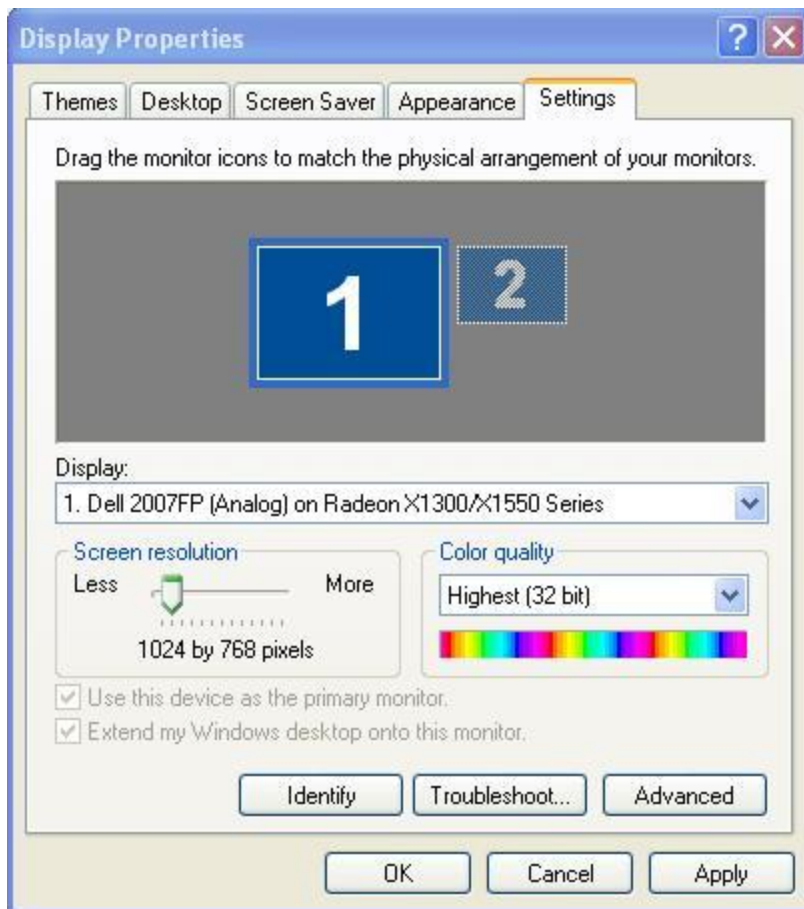 Display Properties
Themes Desktop Screen Saver Appearance Settings
Drag the monitor icons to match the physical arrangement of your monitors.
1 2
Display:
1. Dell 2007FP (Analog) on Radeon X1300/X1550 Series
Screen resolution Color quality
Less More Highest (32 bit)
1024 by 768 pixels
Use this device as the primary monitor.
Extend my Windows desktop onto this monitor.
Identify Troubleshoot... Advanced
OK Cancel Apply